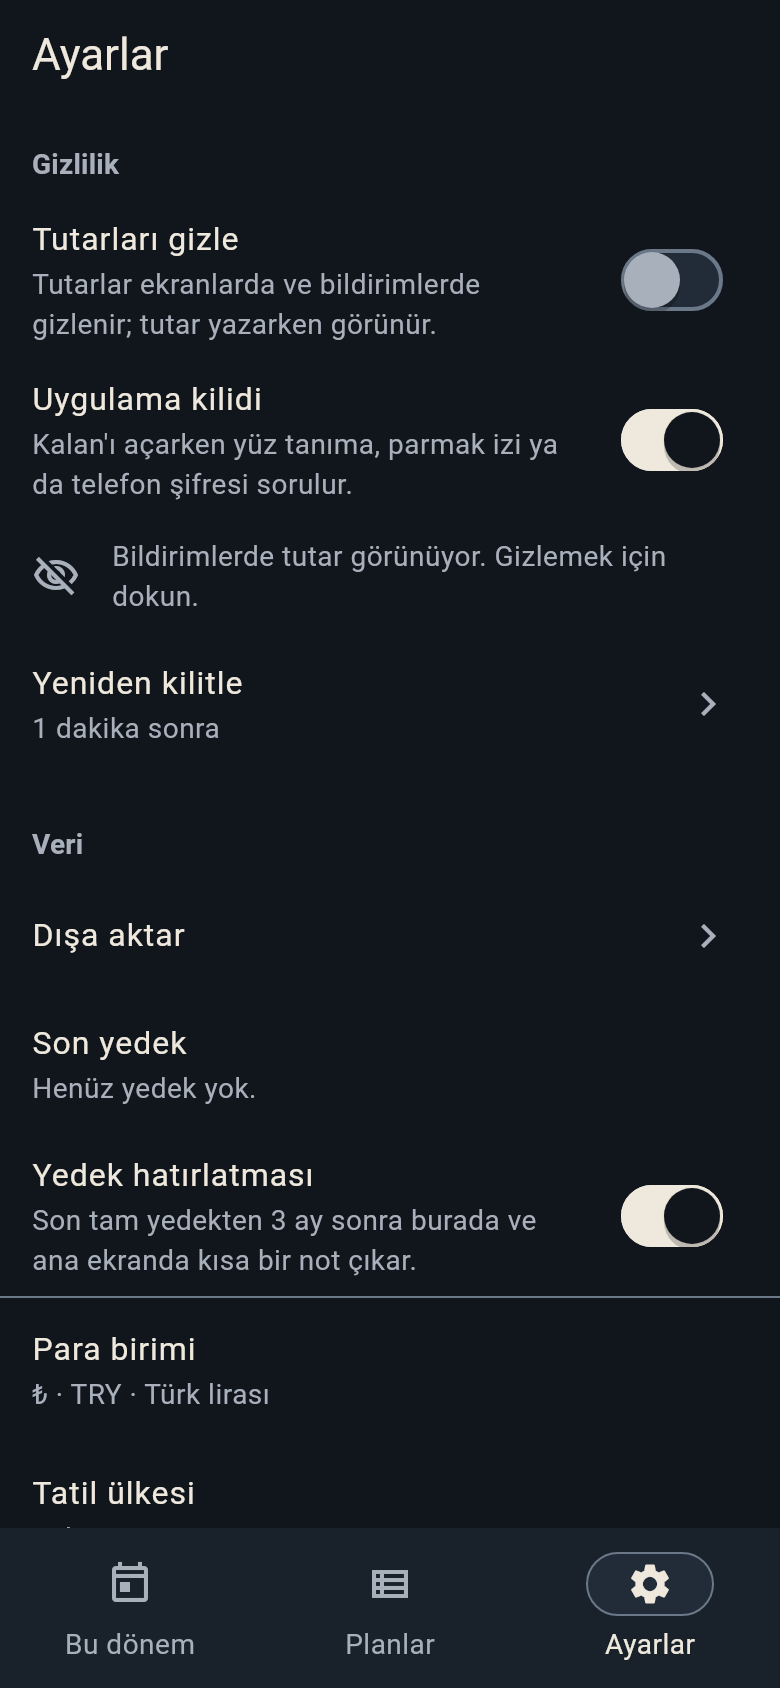 Ayarlar
Gizlilik
Tutarları gizle
Tutarlar ekranlarda ve bildirimlerde
gizlenir; tutar yazarken görünür.
Uygulama kilidi
Kalan'ı açarken yüz tanıma, parmak izi ya
da telefon şifresi sorulur.
Bildirimlerde tutar görünüyor. Gizlemek için
dokun.
Yeniden kilitle
1 dakika sonra
Veri
Dışa aktar
Son yedek
Henüz yedek yok.
Yedek hatırlatması
Son tam yedekten 3 ay sonra burada ve
ana ekranda kısa bir not çıkar.
Para birimi
₺ · TRY · Türk lirası
Tatil ülkesi
Bu dönem
Planlar
Ayarlar